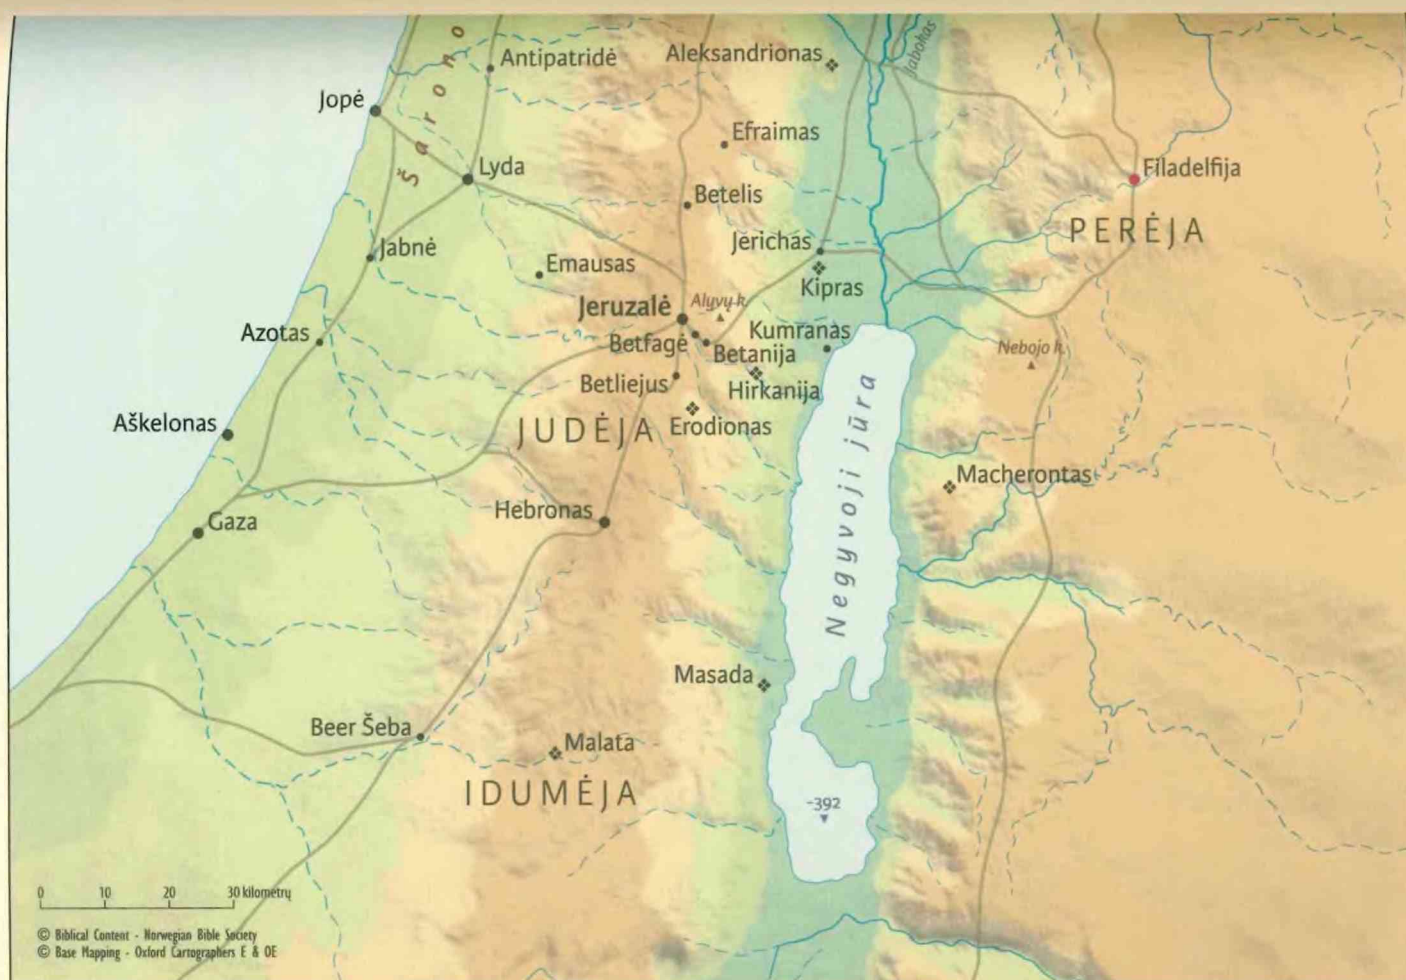 Šarono
Antipatridė
Aleksandrionas
Jabokas
Jopė
Efraimas
Lyda
Filadelfija
Betelis
PERĖJA
Jabnė
Jerichas
Emausas
Kipras
Jeruzalė
Alyvų k.
Azotas
Kumranas
Betfagė
Betanija
Nebojo k.
Betliejus
Hirkanija
Aškelonas
JUDĖJA
Erodionas
Negyvoji jūra
Macherontas
Hebronas
Gaza
Masada
Beer Šeba
Malata
IDUMĖJA
-392
0 10 20 30 kilometrų
© Biblical Content - Norwegian Bible Society
© Base Mapping - Oxford Cartographers E & OE